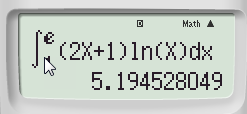 D Math ▲
∫e(2X+1)ln(X)dx
5.194528049